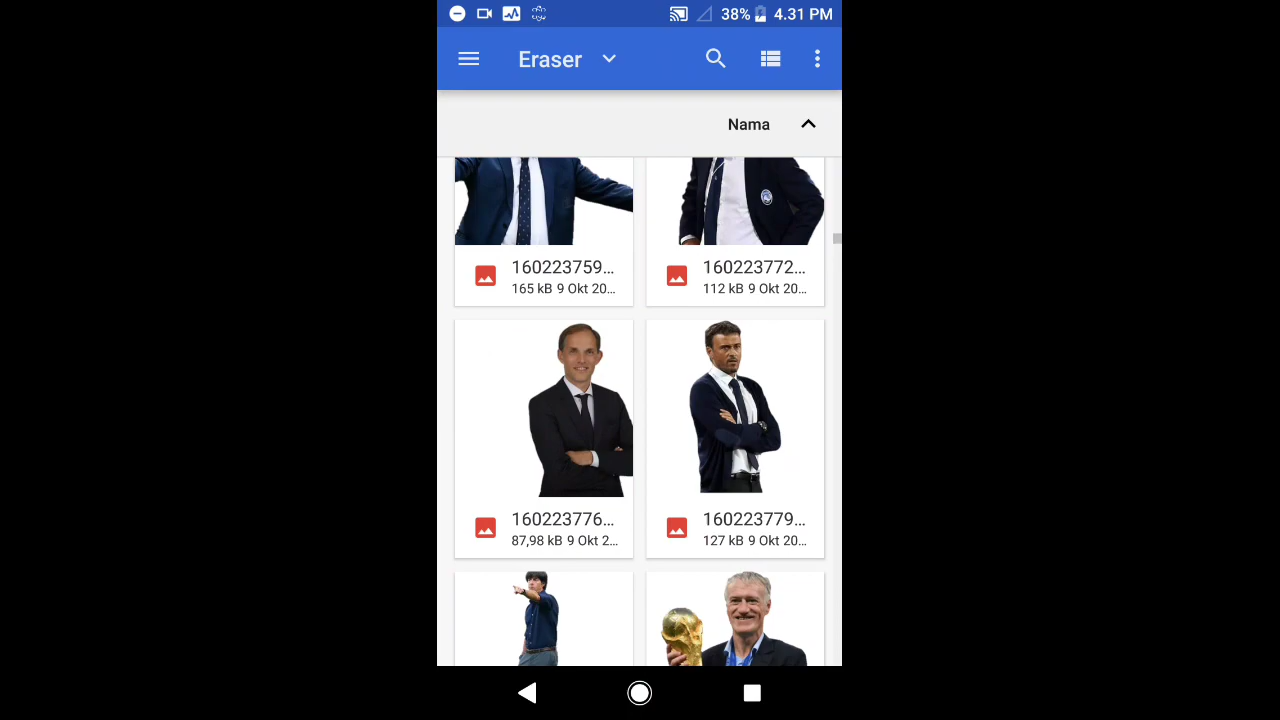 38% 4.31 PM
Eraser
Nama
160223759...
165 kB 9 Okt 20...
160223772...
112 kB 9 Okt 20...
160223776...
87,98 kB 9 Okt 2...
160223779...
127 kB 9 Okt 20...